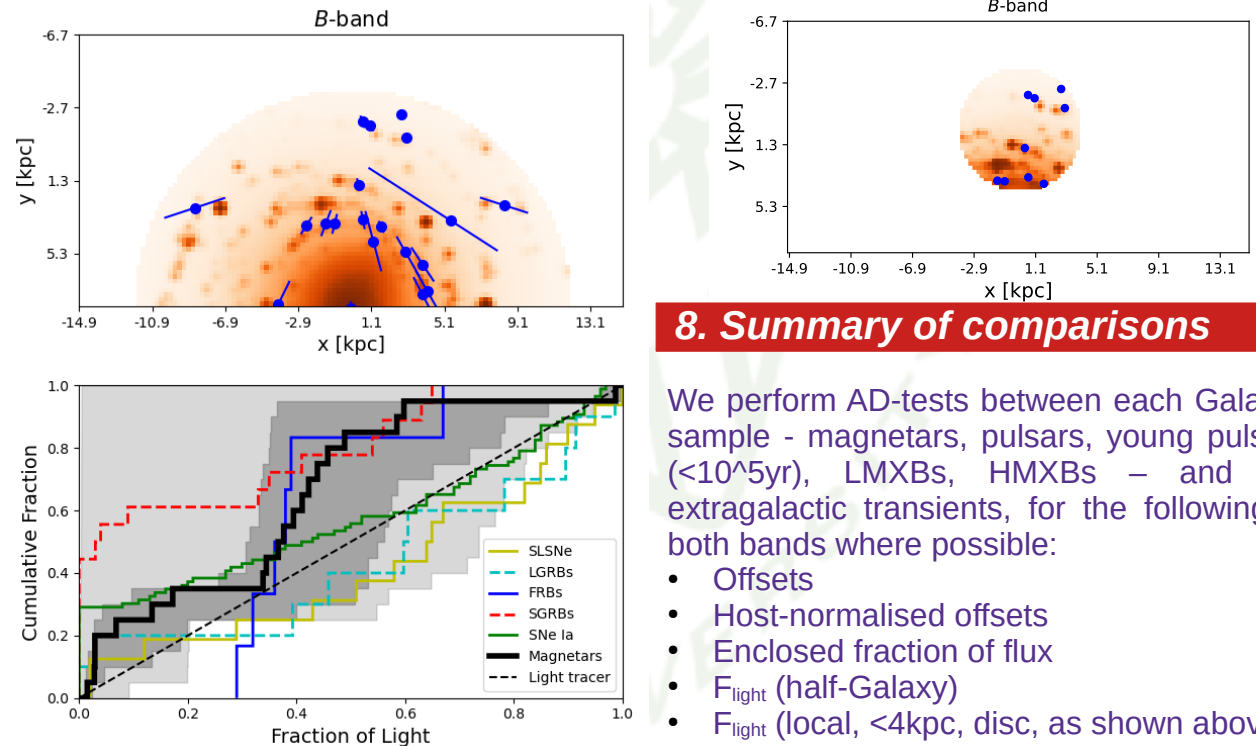 B-band
-6.7
-2.7
1.3
5.3
y [kpc]
-14.9 -10.9 -6.9 -2.9 1.1 5.1 9.1 13.1
x [kpc]
1.0
0.8
0.6
0.4
0.2
0.0
Cumulative Fraction
SLSNe
LGRBs
FRBs
SGRBs
SNe Ia
Magnetars
Light tracer
0.0 0.2 0.4 0.6 0.8 1.0
Fraction of Light
B-band
-6.7
-2.7
1.3
5.3
y [kpc]
-14.9 -10.9 -6.9 -2.9 1.1 5.1 9.1 13.1
x [kpc]
8. Summary of comparisons
We perform AD-tests between each Gala
sample - magnetars, pulsars, young puls
(<10^5yr), LMXBs, HMXBs – and
extragalactic transients, for the following
both bands where possible:
• Offsets
• Host-normalised offsets
• Enclosed fraction of flux
• Flight (half-Galaxy)
• Flight (local, <4kpc, disc, as shown abov